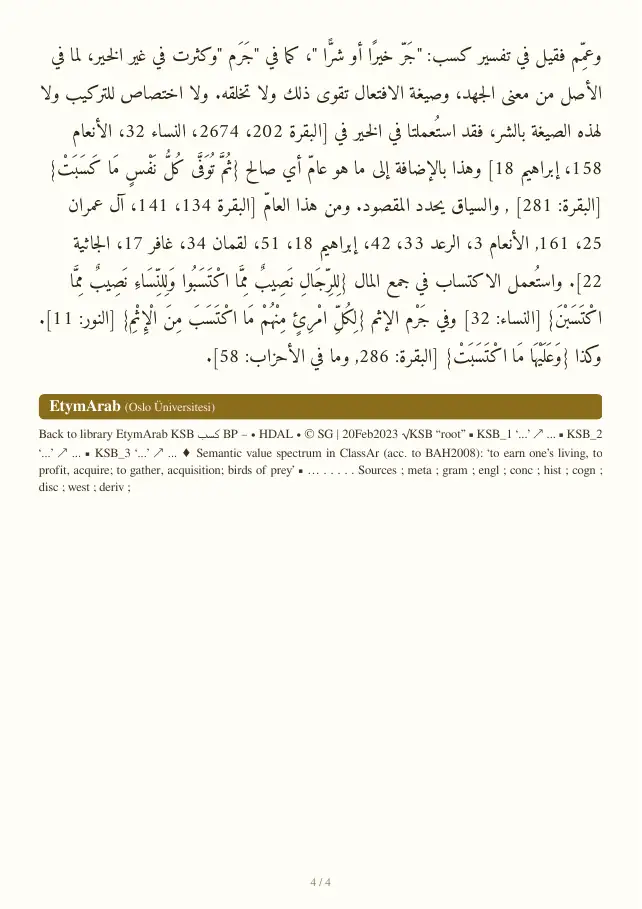 وعمِّم فقيل في تفسير كسب: "جَرّ خيرًا أو شرًّا "، كما في "جَرَم "وكثرت في غير الخير، لما في
الأصل من معنى الجهد، وصيغة الافتعال تقوى ذلك ولا تخلقه. ولا اختصاص للتركيب ولا
لهذه الصيغة بالشر، فقد استُعملتا في الخير في [البقرة 202، 2674، النساء 32، الأنعام
158، إبراهيم 18] وهذا بالإضافة إلى ما هو عامّ أي صالح {ثُمَّ تُوَفَّى كُلُّ نَفْسٍ مَا كَسَبَتْ}
[البقرة: 281] , والسياق يحدد المقصود. ومن هذا العامّ [البقرة 134، 141، آل عمران
25، 161, الأنعام 3، الرعد 33، 42، إبراهيم 18، 51، لقمان 34، غافر 17، الجاثية
22]. واستُعمل الاكتساب في جمع المال {لِلرِّجَالِ نَصِيبٌ مِمَّا اكْتَسَبُوا وَلِلنِّسَاءِ نَصِيبٌ مِمَّا
اكْتَسَبْنَ} [النساء: 32] وفي جَرْم الإثم {لِكُلِّ امْرِئٍ مِنْهُمْ مَا اكْتَسَبَ مِنَ الْإِثْمِ} [النور: 11].
وكذا {وَعَلَيْهَا مَا اكْتَسَبَتْ} [البقرة: 286, وما في الأحزاب: 58].
EtymArab (Oslo Üniversitesi)
Back to library EtymArab KSB كسب BP – • HDAL • © SG | 20Feb2023 √KSB “root” ▪ KSB_1 ‘...’ ↗ ... ▪ KSB_2
‘...’ ↗ ... ▪ KSB_3 ‘...’ ↗ ... ♦ Semantic value spectrum in ClassAr (acc. to BAH2008): ‘to earn one’s living, to
profit, acquire; to gather, acquisition; birds of prey’ ▪ … . . . . . Sources ; meta ; gram ; engl ; conc ; hist ; cogn ;
disc ; west ; deriv ;
4 / 4